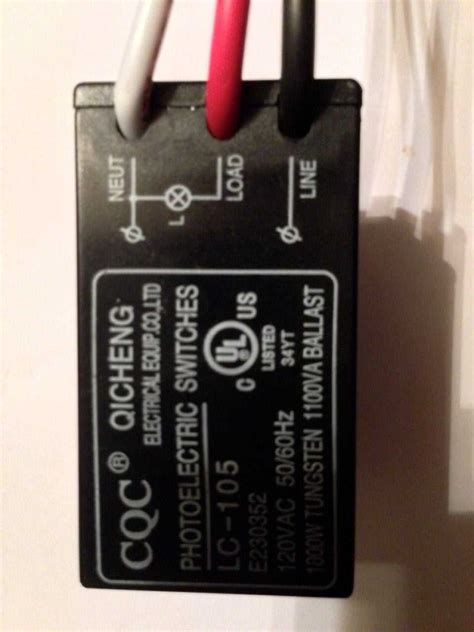 NEUT
L
LOAD
LINE
CQC ® QICHENG
ELECTRICAL EQUIP.CO.,LTD
PHOTOELECTRIC SWITCHES
LC-105
E230352
C UL US
LISTED
34YT
120VAC 50/60Hz
1000W TUNGSTEN 1100VA BALLAST